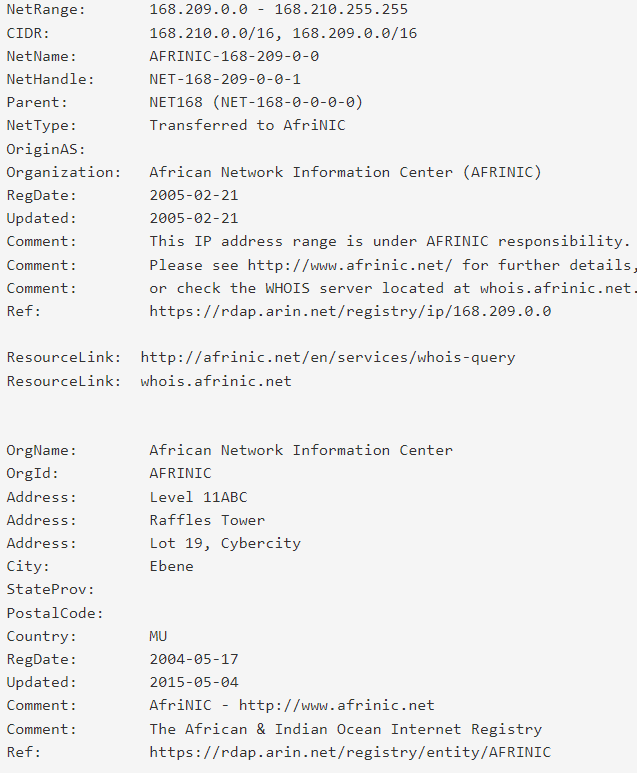 NetRange: 168.209.0.0 - 168.210.255.255
CIDR: 168.210.0.0/16, 168.209.0.0/16
NetName: AFRINIC-168-209-0-0
NetHandle: NET-168-209-0-0-1
Parent: NET168 (NET-168-0-0-0-0)
NetType: Transferred to AfriNIC
OriginAS:
Organization: African Network Information Center (AFRINIC)
RegDate: 2005-02-21
Updated: 2005-02-21
Comment: This IP address range is under AFRINIC responsibility.
Comment: Please see http://www.afrinic.net/ for further details,
Comment: or check the WHOIS server located at whois.afrinic.net.
Ref: https://rdap.arin.net/registry/ip/168.209.0.0
ResourceLink: http://afrinic.net/en/services/whois-query
ResourceLink: whois.afrinic.net
OrgName: African Network Information Center
OrgId: AFRINIC
Address: Level 11ABC
Address: Raffles Tower
Address: Lot 19, Cybercity
City: Ebene
StateProv:
PostalCode:
Country: MU
RegDate: 2004-05-17
Updated: 2015-05-04
Comment: AfriNIC - http://www.afrinic.net
Comment: The African & Indian Ocean Internet Registry
Ref: https://rdap.arin.net/registry/entity/AFRINIC